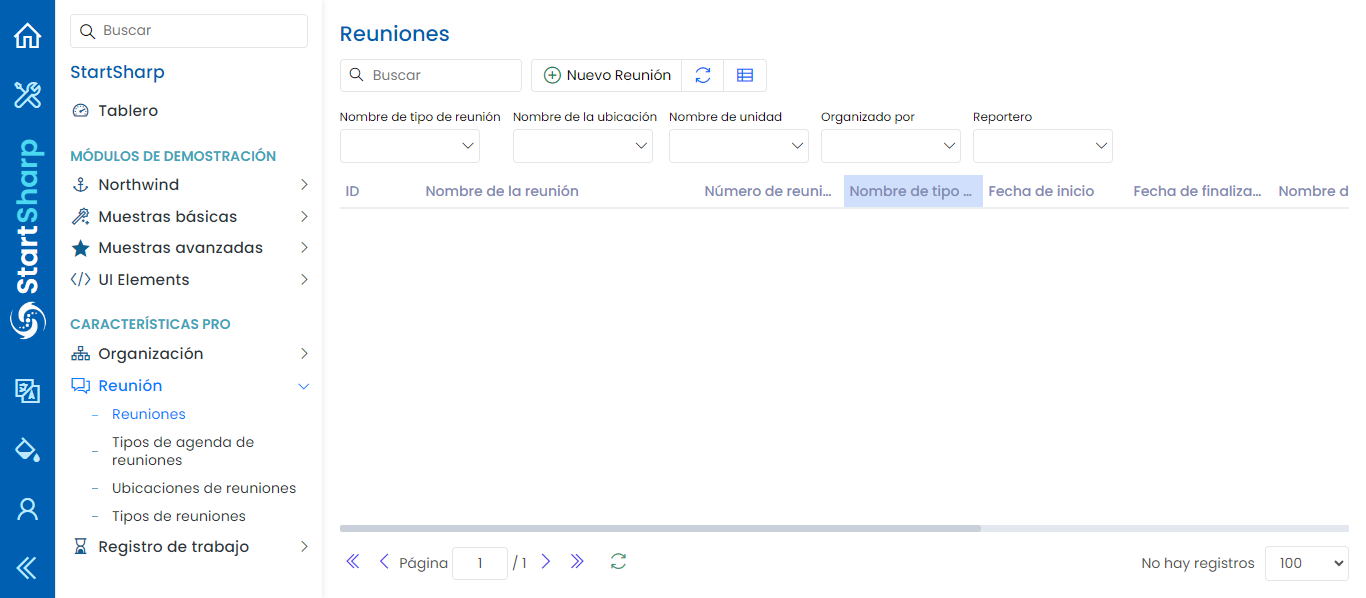 StartSharp
Buscar
StartSharp
Tablero
MÓDULOS DE DEMOSTRACIÓN
Northwind
Muestras básicas
Muestras avanzadas
UI Elements
CARACTERÍSTICAS PRO
Organización
Reunión
Reuniones
Tipos de agenda de
reuniones
Ubicaciones de reuniones
Tipos de reuniones
Registro de trabajo
Reuniones
Buscar
Nuevo Reunión
Nombre de tipo de reunión
Nombre de la ubicación
Nombre de unidad
Organizado por
Reportero
ID
Nombre de la reunión
Número de reuni...
Nombre de tipo ...
Fecha de inicio
Fecha de finaliza...
Nombre d
Página 1 / 1
No hay registros
100